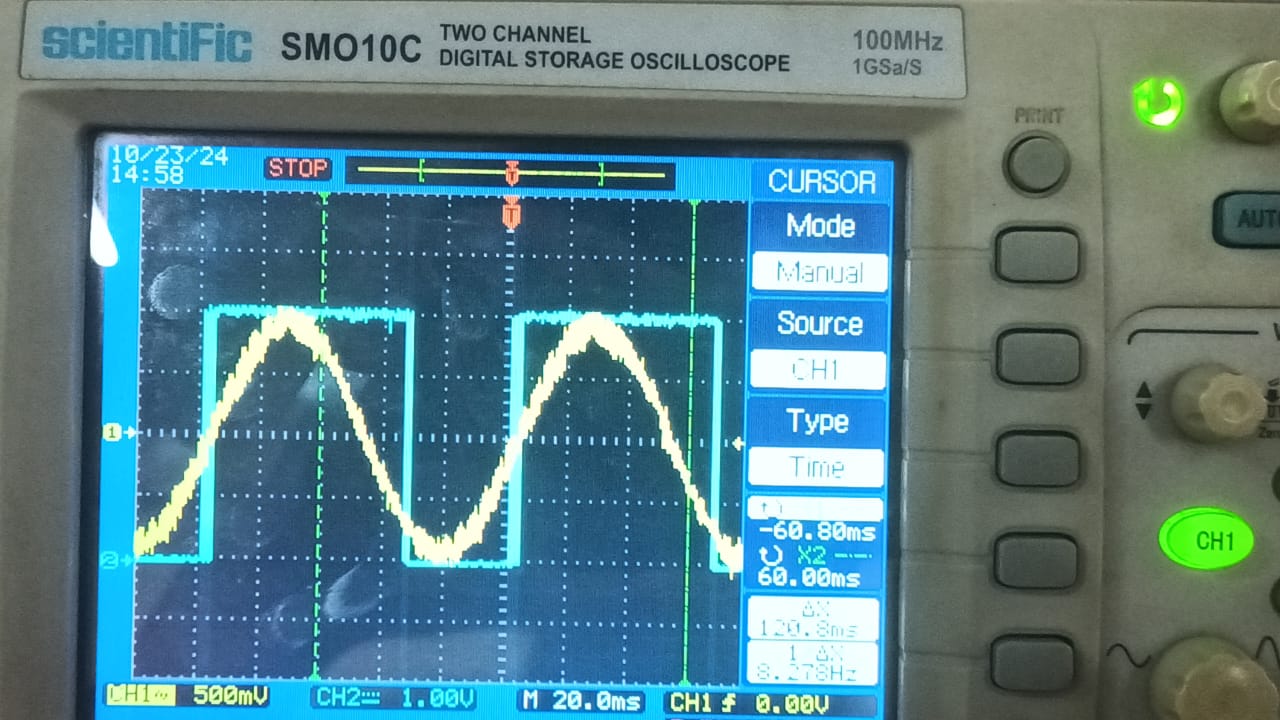 scientiFic SMO10C TWO CHANNEL
DIGITAL STORAGE OSCILLOSCOPE
100MHz
1GSa/S
PRINT
10/23/24
14:58
STOP
T
T
CURSOR
Mode
Manual
Source
CH1
Type
Time
-60.80ms
X2
60.00ms
ΔX
120.8ms
1 ΔX
8.278Hz
1
2
CH1~ 500mV
CH2 1.00V
M 20.0ms
CH1 0.00V
AUT
CH1